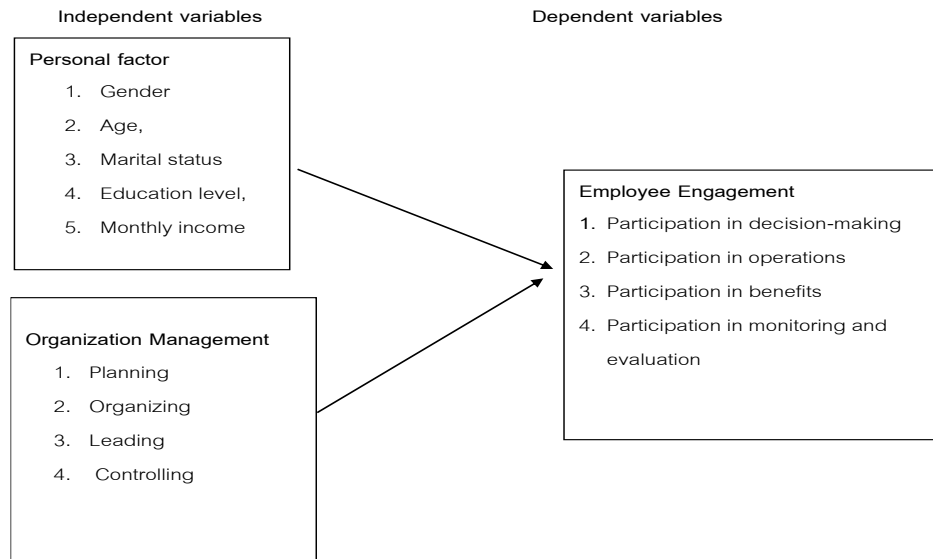 Independent variables
Dependent variables
Personal factor
1. Gender
2. Age,
3. Marital status
4. Education level,
5. Monthly income
Organization Management
1. Planning
2. Organizing
3. Leading
4. Controlling
Employee Engagement
1. Participation in decision-making
2. Participation in operations
3. Participation in benefits
4. Participation in monitoring and
evaluation